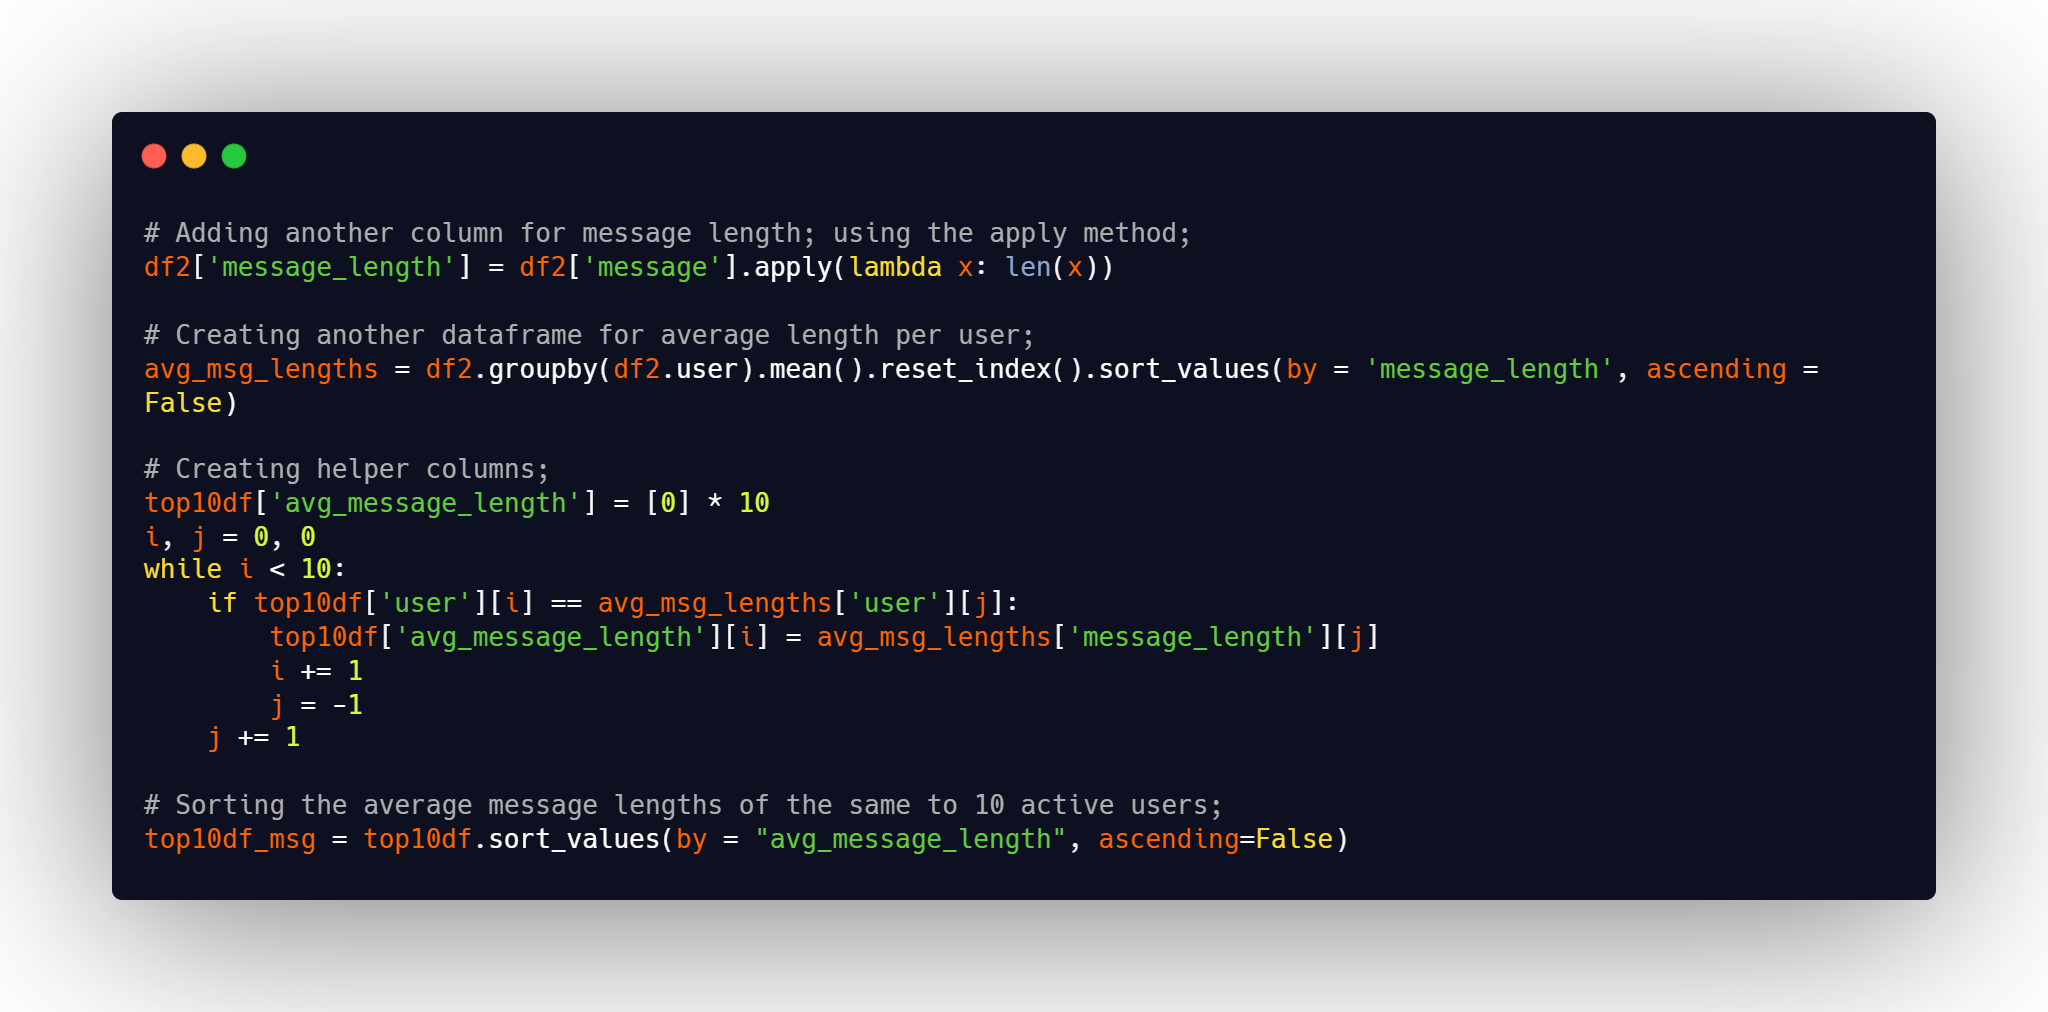 # Adding another column for message length; using the apply method;
df2['message_length'] = df2['message'].apply(lambda x: len(x))

# Creating another dataframe for average length per user;
avg_msg_lengths = df2.groupby(df2.user).mean().reset_index().sort_values(by = 'message_length', ascending =
False)

# Creating helper columns;
top10df['avg_message_length'] = [0] * 10
i, j = 0, 0
while i < 10:
    if top10df['user'][i] == avg_msg_lengths['user'][j]:
        top10df['avg_message_length'][i] = avg_msg_lengths['message_length'][j]
        i += 1
        j = -1
    j += 1

# Sorting the average message lengths of the same to 10 active users;
top10df_msg = top10df.sort_values(by = "avg_message_length", ascending=False)